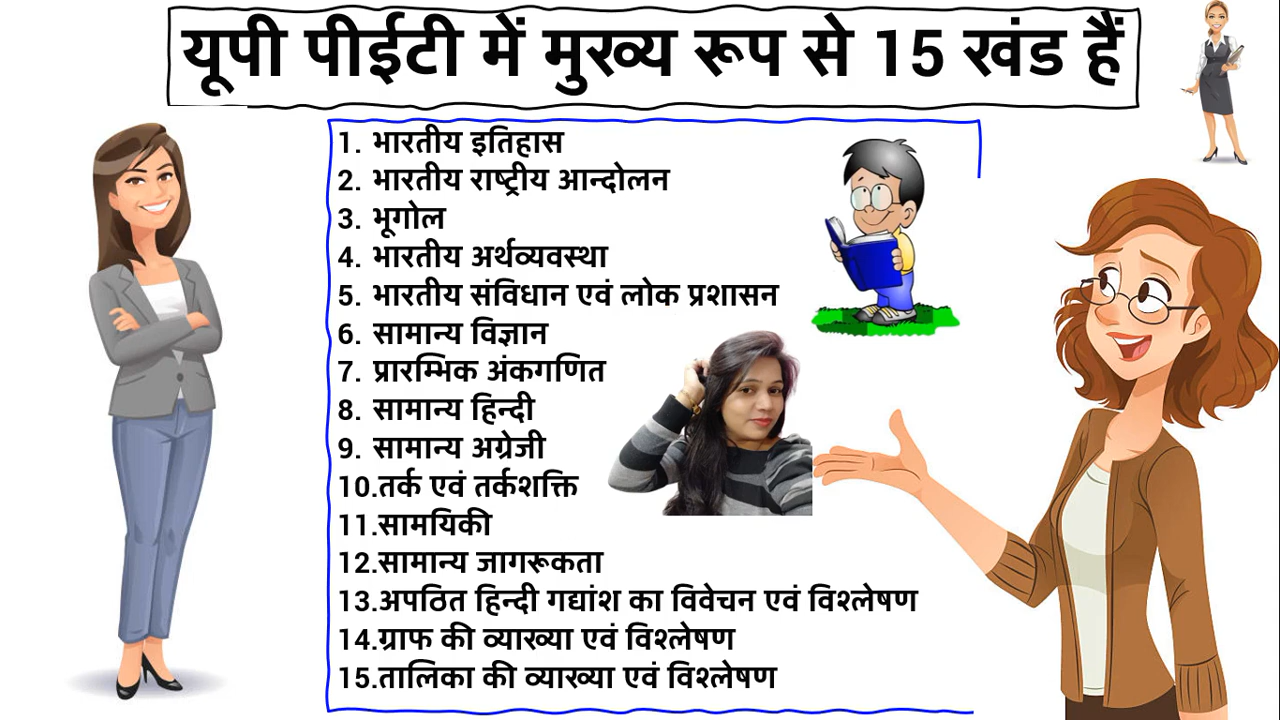 यूपी पीईटी में मुख्य रूप से 15 खंड हैं
1. भारतीय इतिहास
2. भारतीय राष्ट्रीय आन्दोलन
3. भूगोल
4. भारतीय अर्थव्यवस्था
5. भारतीय संविधान एवं लोक प्रशासन
6. सामान्य विज्ञान
7. प्रारम्भिक अंकगणित
8. सामान्य हिन्दी
9. सामान्य अग्रेजी
10.तर्क एवं तर्कशक्ति
11.सामयिकी
12.सामान्य जागरूकता
13.अपठित हिन्दी गद्यांश का विवेचन एवं विश्लेषण
14.ग्राफ की व्याख्या एवं विश्लेषण
15.तालिका की व्याख्या एवं विश्लेषण